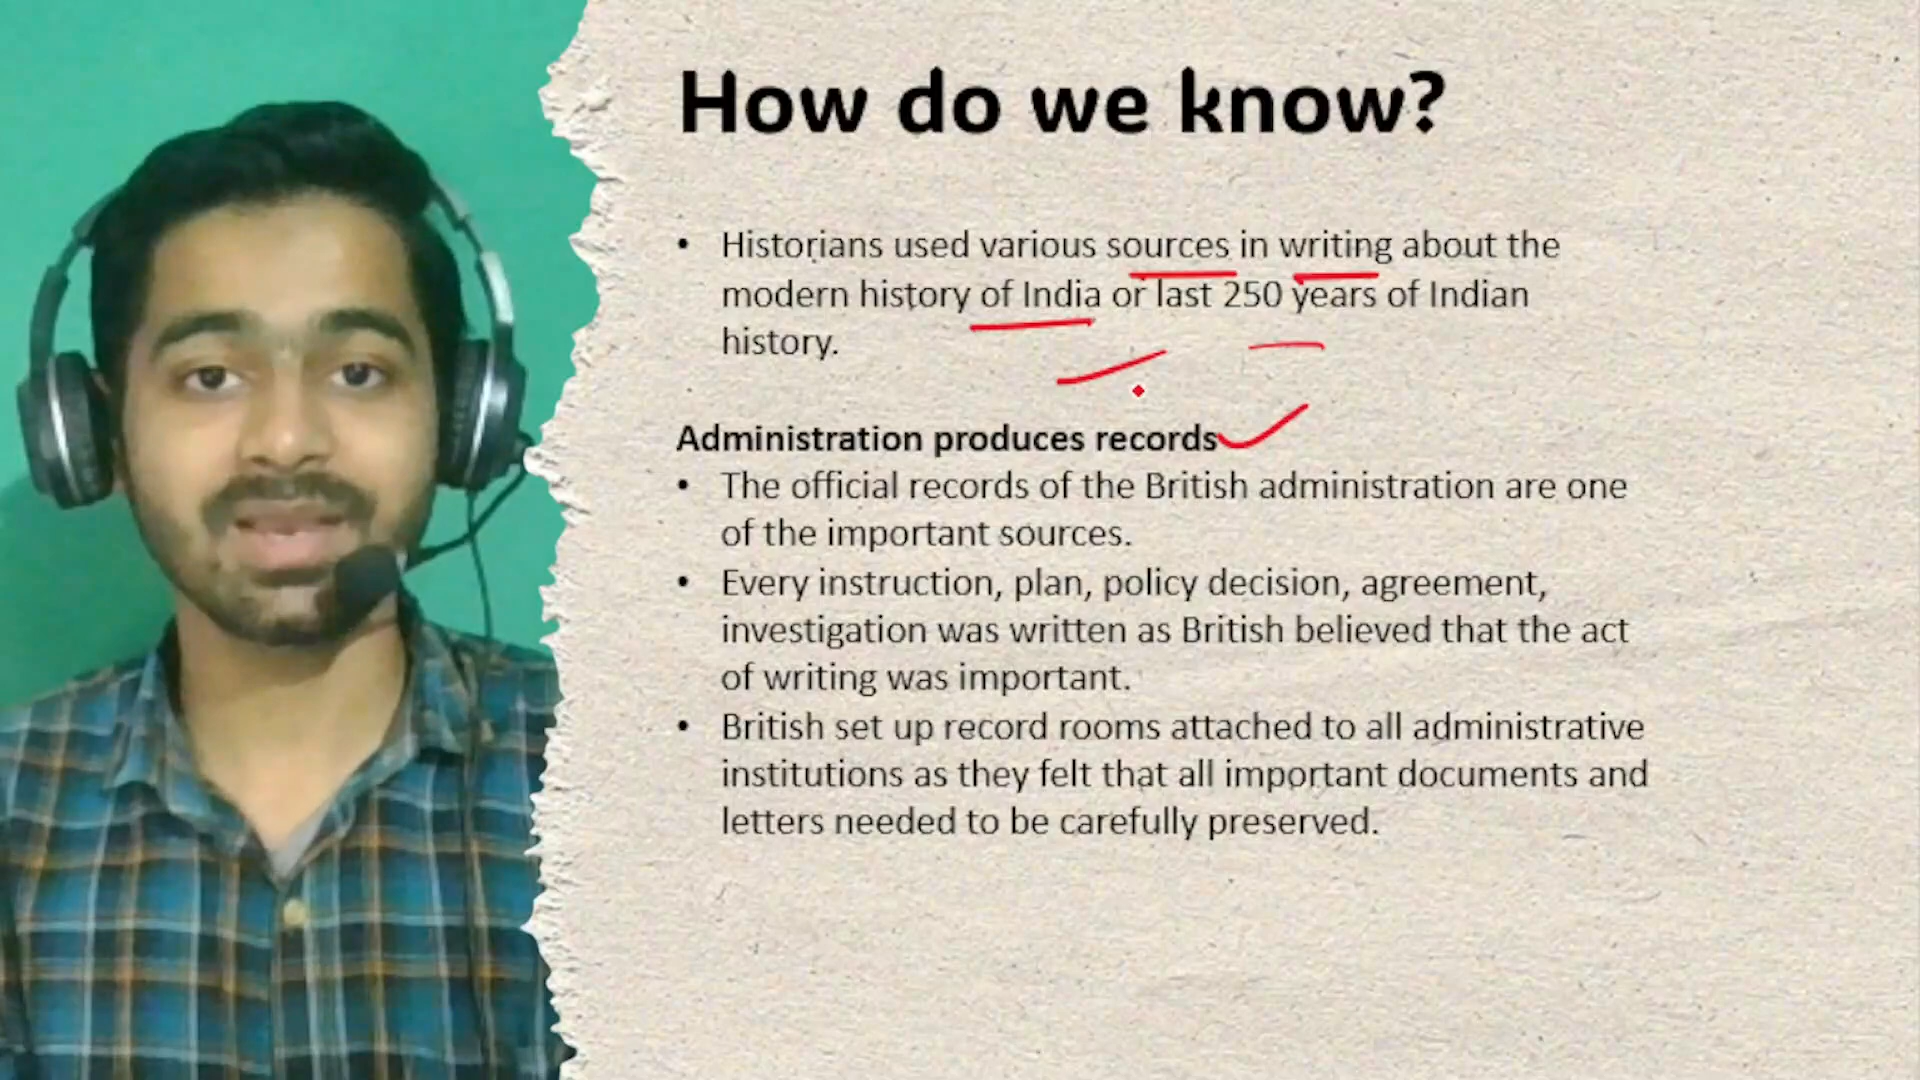 How do we know?
• Historians used various sources in writing about the
modern history of India or last 250 years of Indian
history.
Administration produces records
• The official records of the British administration are one
of the important sources.
• Every instruction, plan, policy decision, agreement,
investigation was written as British believed that the act
of writing was important.
• British set up record rooms attached to all administrative
institutions as they felt that all important documents and
letters needed to be carefully preserved.